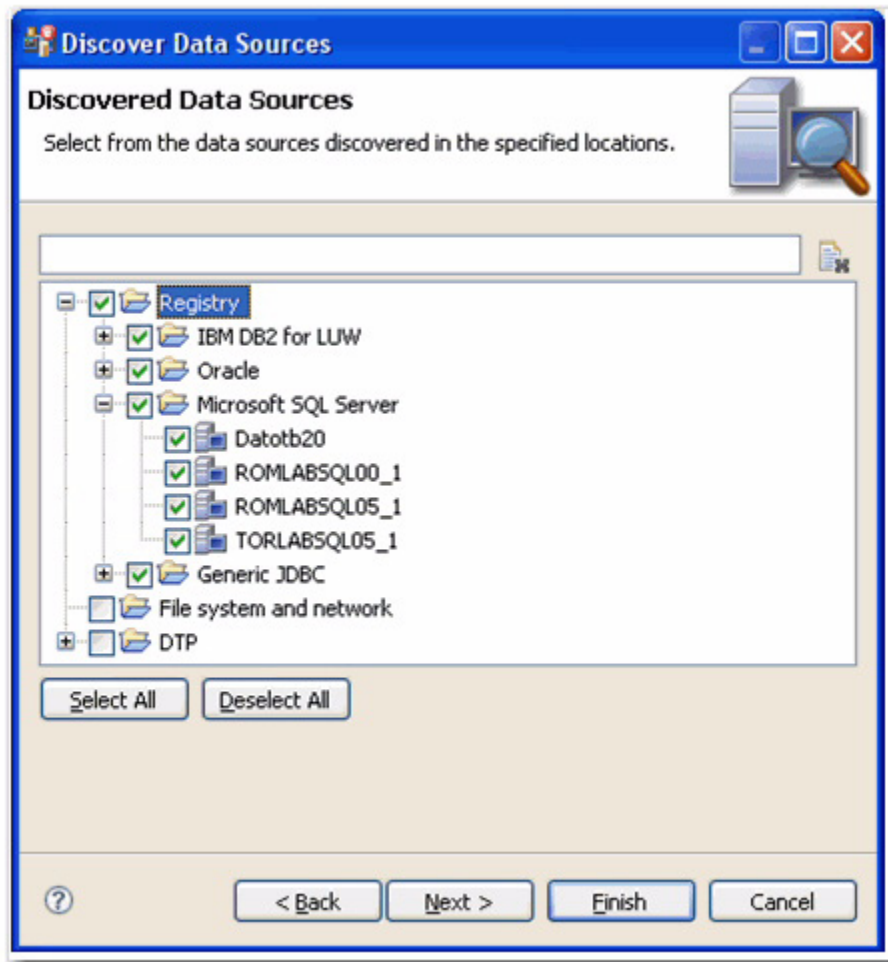 Discover Data Sources
Discovered Data Sources
Select from the data sources discovered in the specified locations.
Registry
IBM DB2 for LUW
Oracle
Microsoft SQL Server
Datotb20
ROMLABSQL00_1
ROMLABSQL05_1
TORLABSQL05_1
Generic JDBC
File system and network
DTP
Select All Deselect All
? < Back Next > Finish Cancel